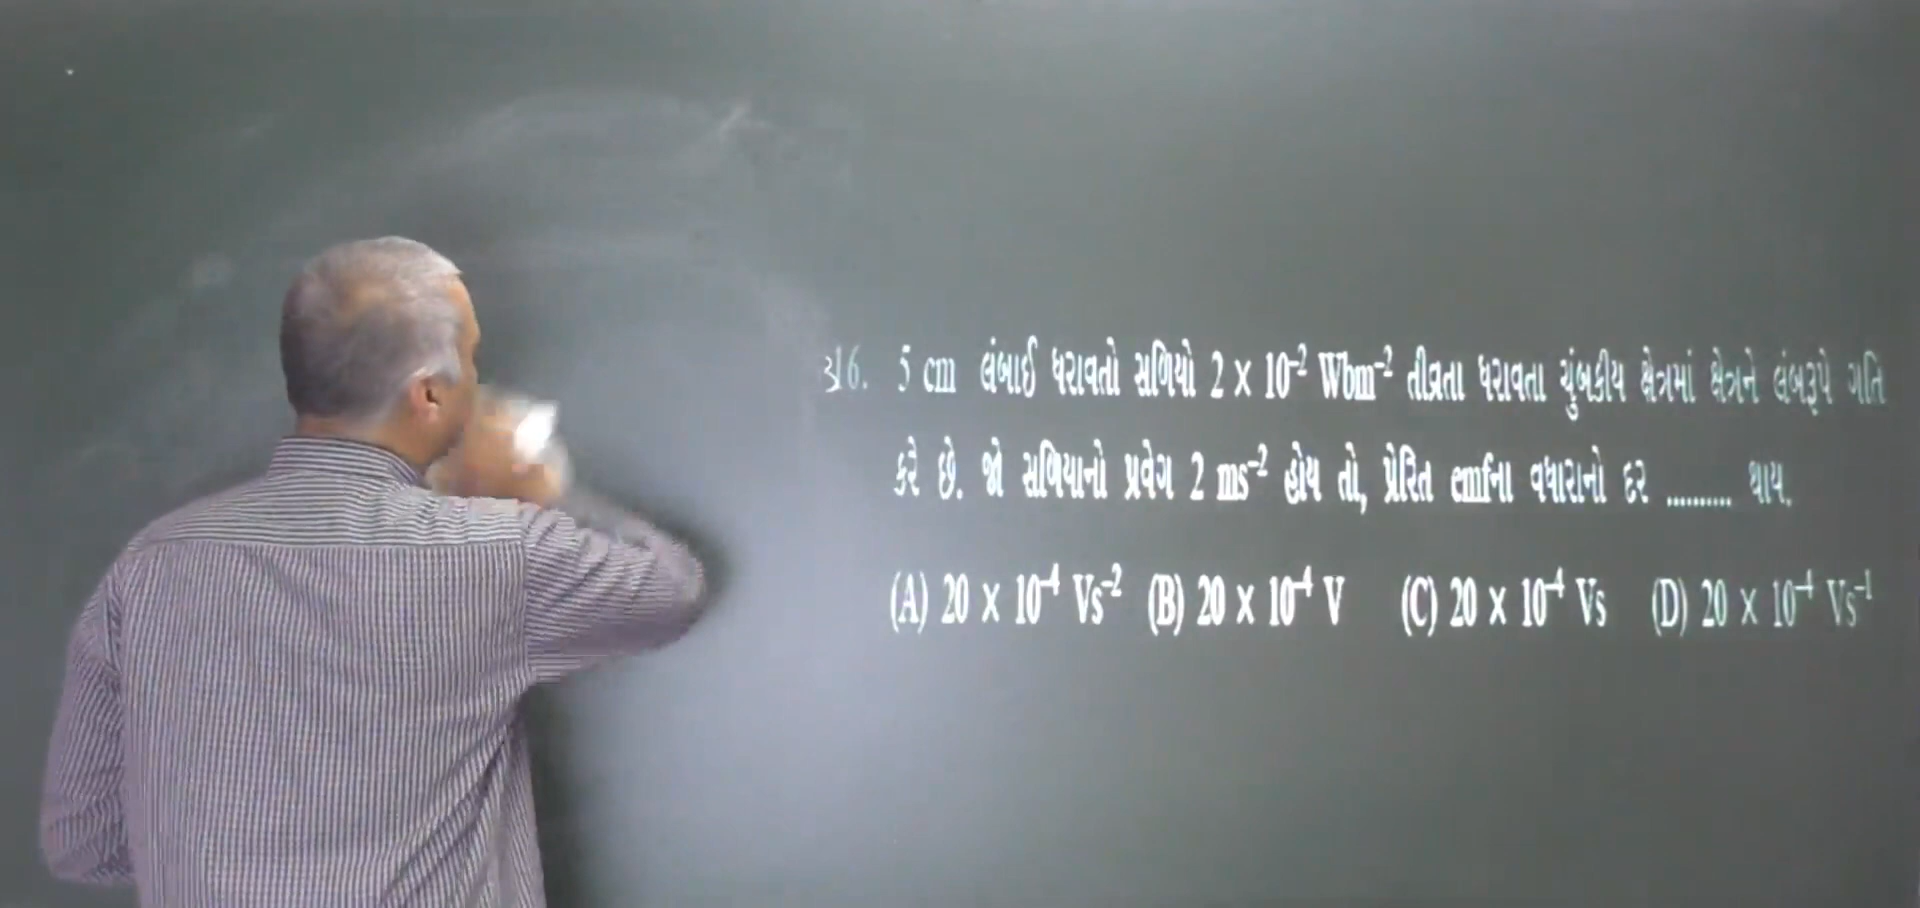 316. 5 cm લંબાઈ ધરાવતો સળિયો 2 × 10⁻² Wbm⁻² તીવ્રતા ધરાવતા ચુંબકીય ક્ષેત્રમાં ક્ષેત્રને લંબરૂપે ગતિ
કરે છે. જો સળિયાનો પ્રવેગ 2 ms⁻² હોય તો, પ્રેરિત emfના વધારાનો દર .......... થાય.
(A) 20 × 10⁻⁴ Vs⁻² (B) 20 × 10⁻⁴ V (C) 20 × 10⁻⁴ Vs (D) 20 × 10⁻⁴ Vs⁻¹